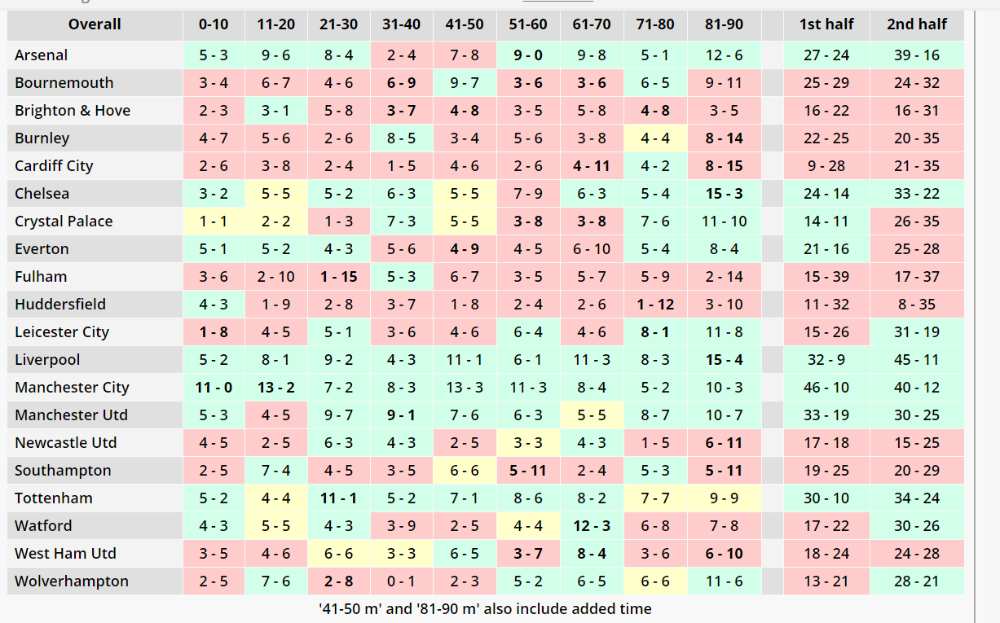 Overall 0-10 11-20 21-30 31-40 41-50 51-60 61-70 71-80 81-90 1st half 2nd half
Arsenal 5 - 3 9 - 6 8 - 4 2 - 4 7 - 8 9 - 0 9 - 8 5 - 1 12 - 6 27 - 24 39 - 16
Bournemouth 3 - 4 6 - 7 4 - 6 6 - 9 9 - 7 3 - 6 3 - 6 6 - 5 9 - 11 25 - 29 24 - 32
Brighton & Hove 2 - 3 3 - 1 5 - 8 3 - 7 4 - 8 3 - 5 5 - 8 4 - 8 3 - 5 16 - 22 16 - 31
Burnley 4 - 7 5 - 6 2 - 6 8 - 5 3 - 4 5 - 6 3 - 8 4 - 4 8 - 14 22 - 25 20 - 35
Cardiff City 2 - 6 3 - 8 2 - 4 1 - 5 4 - 6 2 - 6 4 - 11 4 - 2 8 - 15 9 - 28 21 - 35
Chelsea 3 - 2 5 - 5 5 - 2 6 - 3 5 - 5 7 - 9 6 - 3 5 - 4 15 - 3 24 - 14 33 - 22
Crystal Palace 1 - 1 2 - 2 1 - 3 7 - 3 5 - 5 3 - 8 3 - 8 7 - 6 11 - 10 14 - 11 26 - 35
Everton 5 - 1 5 - 2 4 - 3 5 - 6 4 - 9 4 - 5 6 - 10 5 - 4 8 - 4 21 - 16 25 - 28
Fulham 3 - 6 2 - 10 1 - 15 5 - 3 6 - 7 3 - 5 5 - 7 5 - 9 2 - 14 15 - 39 17 - 37
Huddersfield 4 - 3 1 - 9 2 - 8 3 - 7 1 - 8 2 - 4 2 - 6 1 - 12 3 - 10 11 - 32 8 - 35
Leicester City 1 - 8 4 - 5 5 - 1 3 - 6 4 - 6 6 - 4 4 - 6 8 - 1 11 - 8 15 - 26 31 - 19
Liverpool 5 - 2 8 - 1 9 - 2 4 - 3 11 - 1 6 - 1 11 - 3 8 - 3 15 - 4 32 - 9 45 - 11
Manchester City 11 - 0 13 - 2 7 - 2 8 - 3 13 - 3 11 - 3 8 - 4 5 - 2 10 - 3 46 - 10 40 - 12
Manchester Utd 5 - 3 4 - 5 9 - 7 9 - 1 7 - 6 6 - 3 5 - 5 8 - 7 10 - 7 33 - 19 30 - 25
Newcastle Utd 4 - 5 2 - 5 6 - 3 4 - 3 2 - 5 3 - 3 4 - 3 1 - 5 6 - 11 17 - 18 15 - 25
Southampton 2 - 5 7 - 4 4 - 5 3 - 5 6 - 6 5 - 11 2 - 4 5 - 3 5 - 11 19 - 25 20 - 29
Tottenham 5 - 2 4 - 4 11 - 1 5 - 2 7 - 1 8 - 6 8 - 2 7 - 7 9 - 9 30 - 10 34 - 24
Watford 4 - 3 5 - 5 4 - 3 3 - 9 2 - 5 4 - 4 12 - 3 6 - 8 7 - 8 17 - 22 30 - 26
West Ham Utd 3 - 5 4 - 6 6 - 6 3 - 3 6 - 5 3 - 7 8 - 4 3 - 6 6 - 10 18 - 24 24 - 28
Wolverhampton 2 - 5 7 - 6 2 - 8 0 - 1 2 - 3 5 - 2 6 - 5 6 - 6 11 - 6 13 - 21 28 - 21
'41-50 m' and '81-90 m' also include added time